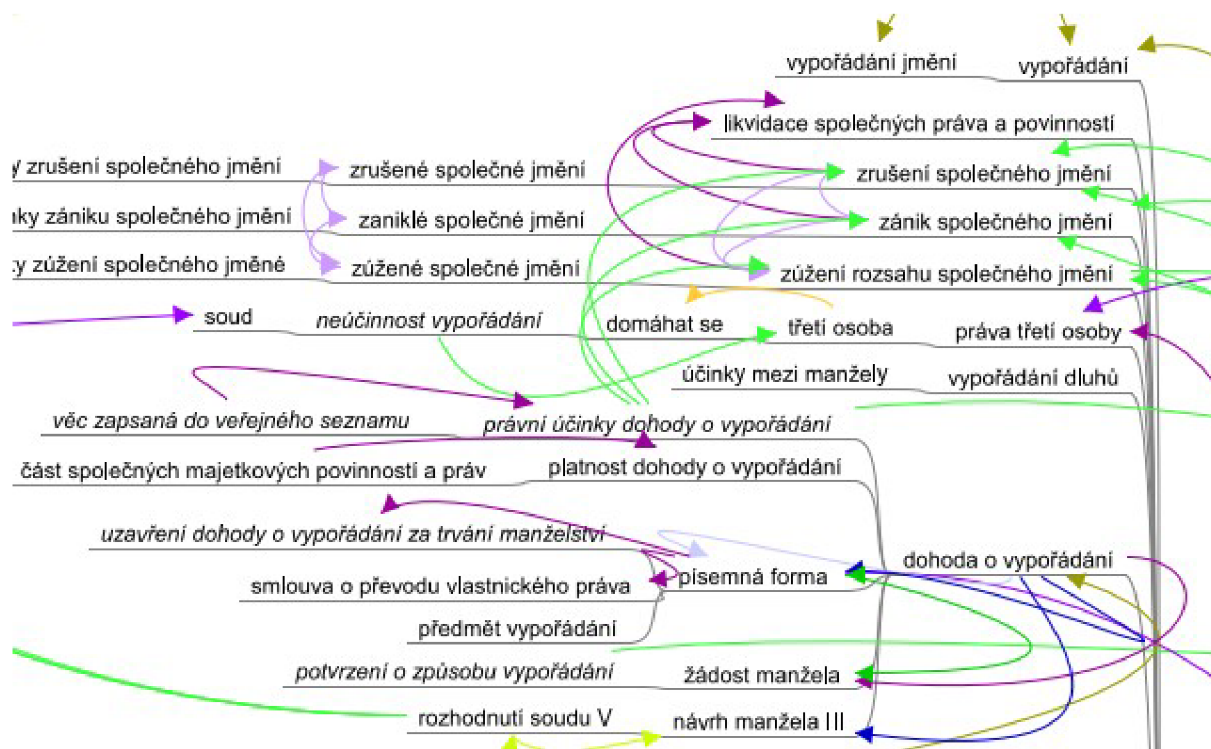 vypořádání jmění vypořádání
likvidace společných práva a povinností
y zrušení společného jmění zrušené společné jmění zrušení společného jmění
nky zániku společného jmění zaniklé společné jmění zánik společného jmění
y zúžení společného jměné zúžené společné jmění zúžení rozsahu společného jmění
soud neúčinnost vypořádání domáhat se třetí osoba práva třetí osoby
účinky mezi manžely vypořádání dluhů
věc zapsaná do veřejného seznamu právní účinky dohody o vypořádání
část společných majetkových povinností a práv platnost dohody o vypořádání
uzavření dohody o vypořádání za trvání manželství
dohoda o vypořádání
smlouva o převodu vlastnického práva písemná forma
předmět vypořádání
potvrzení o způsobu vypořádání žádost manžela
rozhodnutí soudu V návrh manžela III